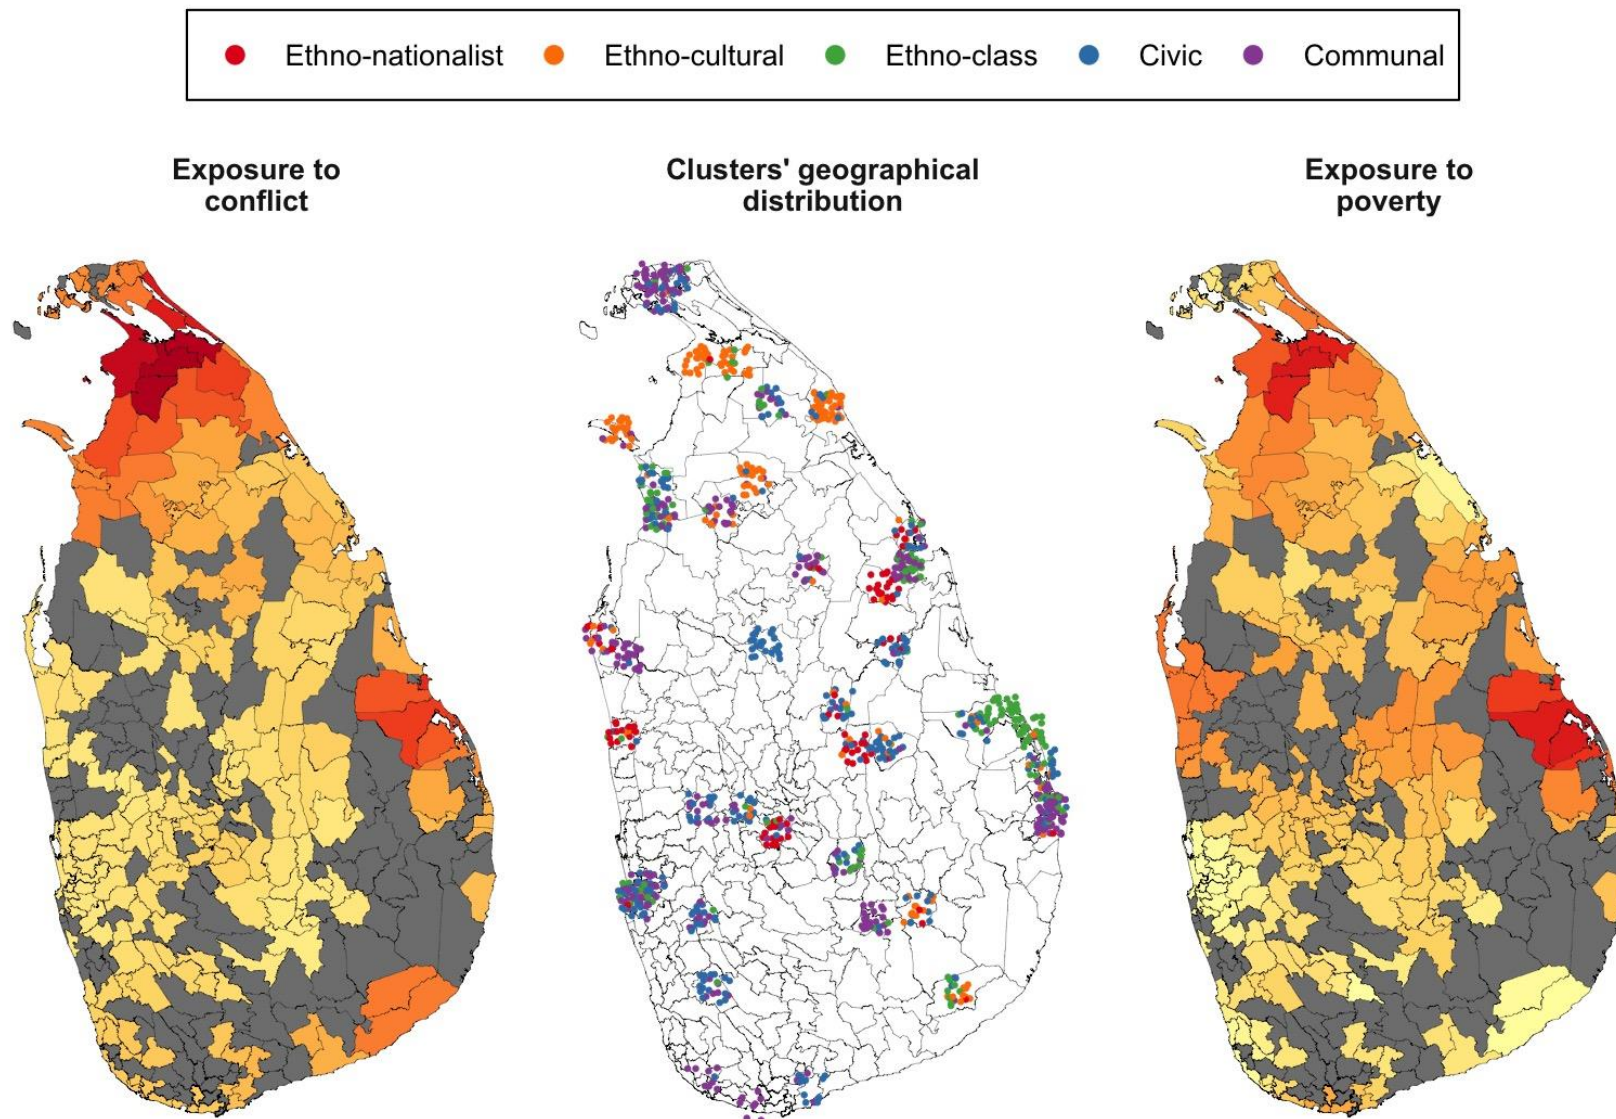 Ethno-nationalist Ethno-cultural Ethno-class Civic Communal
Exposure to
conflict
Clusters' geographical
distribution
Exposure to
poverty